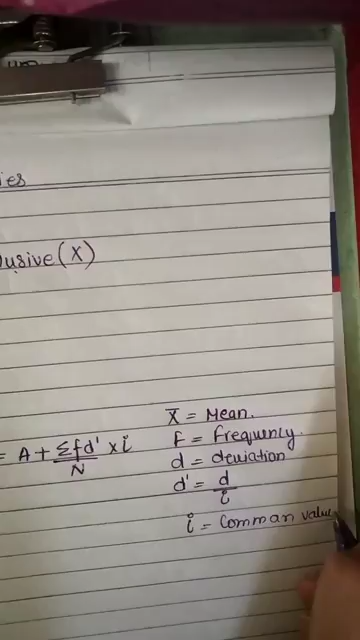 ies
usive (X)
X̄ = Mean.
= A + Σfd' × i
N
f = frequency.
d = deviation
d' = d
i
i = Comman value